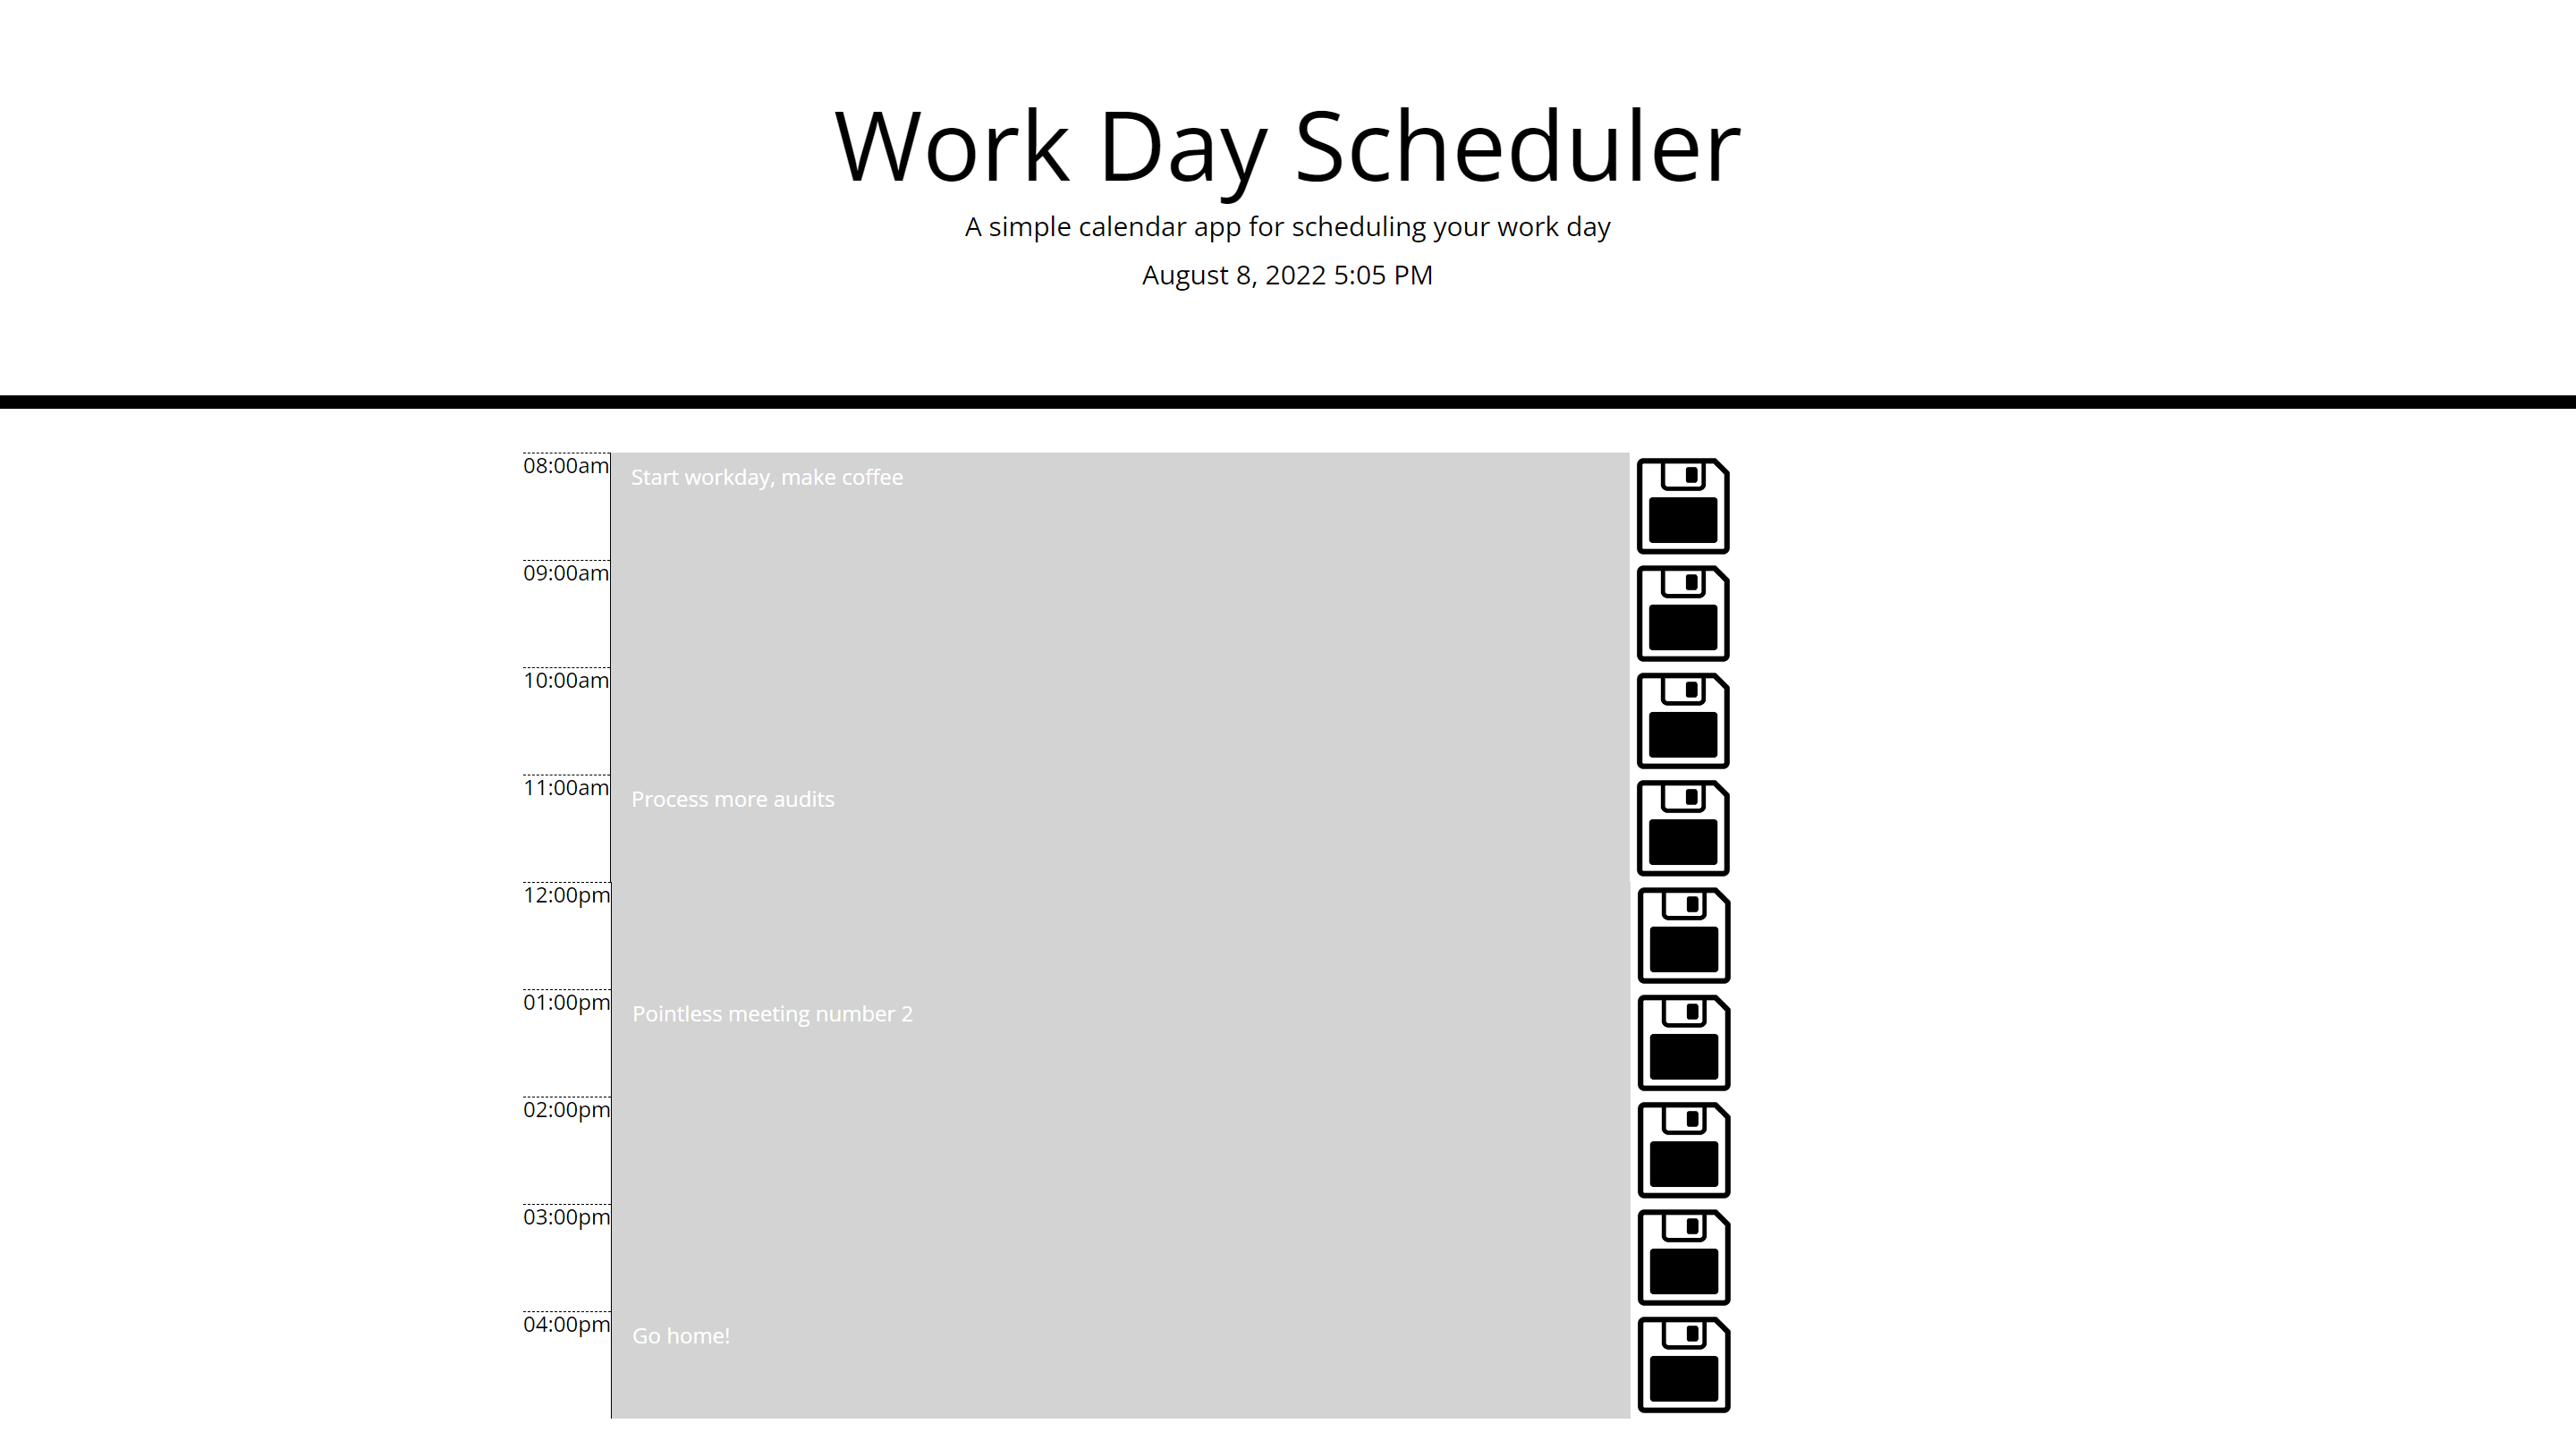 Work Day Scheduler
A simple calendar app for scheduling your work day
August 8, 2022 5:05 PM
08:00am
Start workday, make coffee
09:00am
10:00am
11:00am
Process more audits
12:00pm
01:00pm
Pointless meeting number 2
02:00pm
03:00pm
04:00pm
Go home!